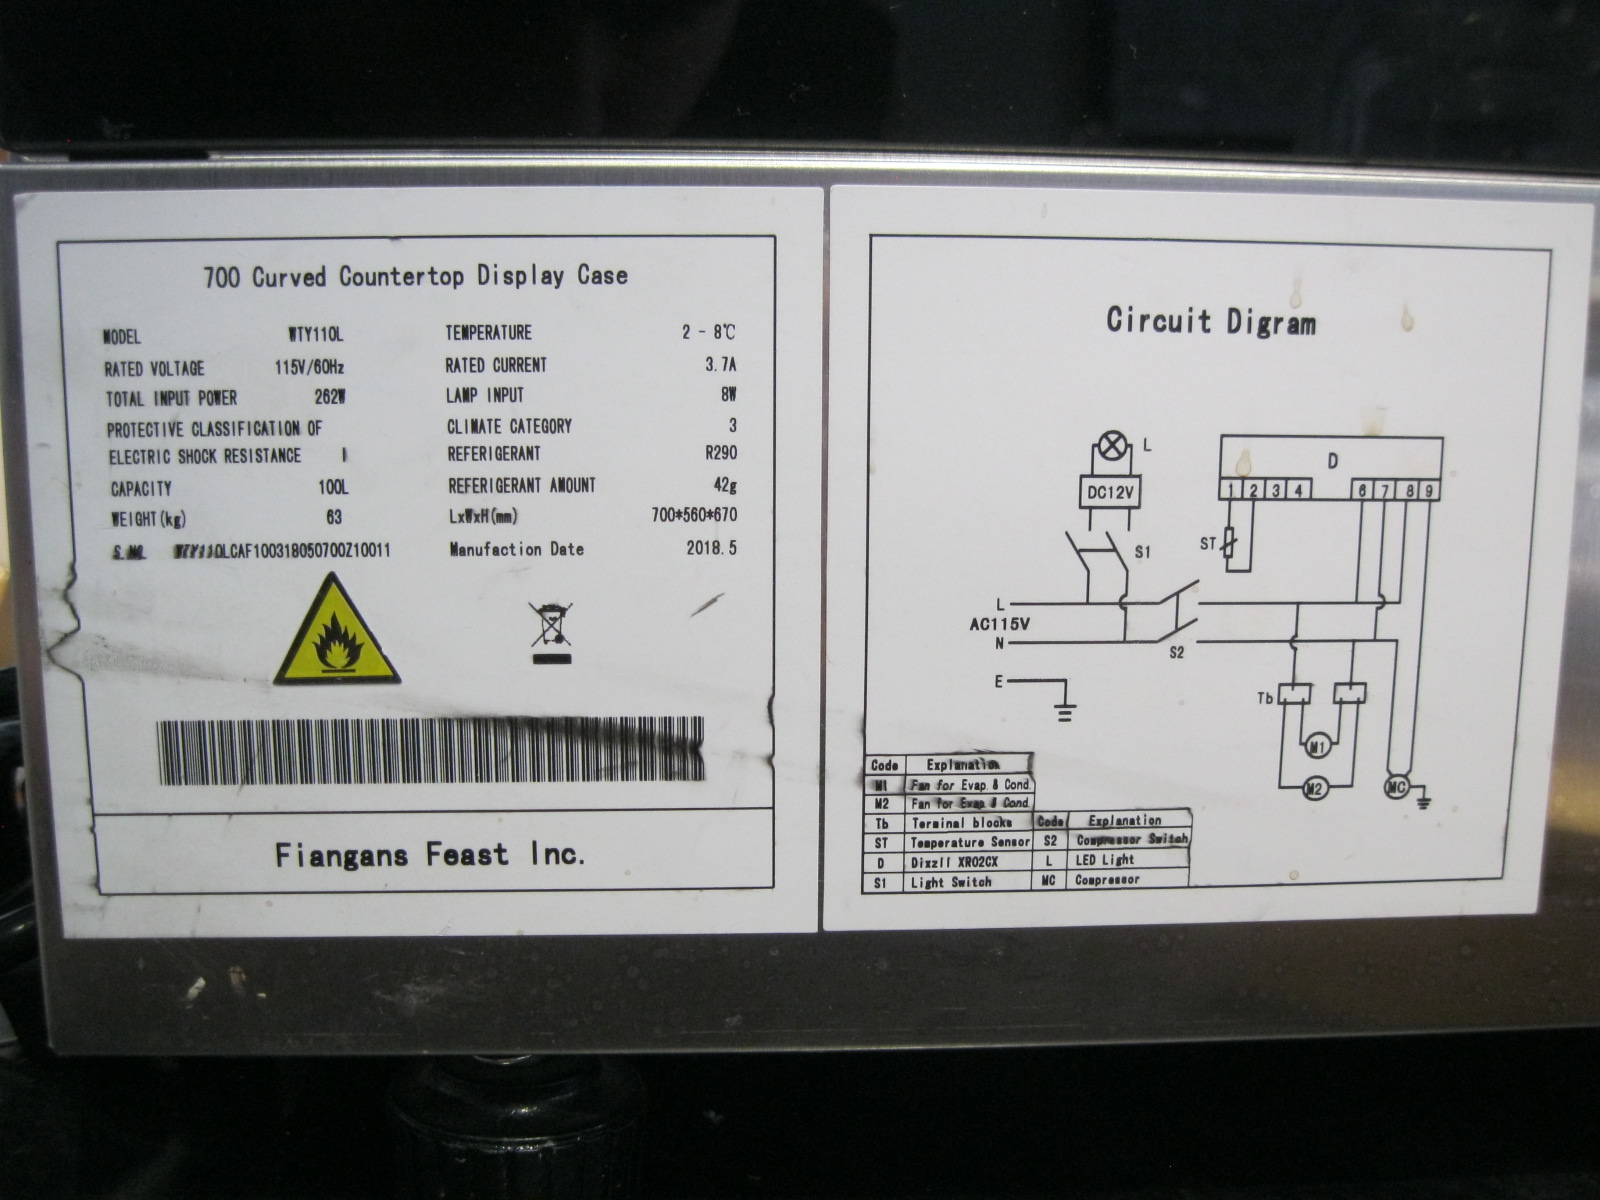 700 Curved Countertop Display Case
MODEL WTY110L TEMPERATURE 2 - 8℃
RATED VOLTAGE 115V/60Hz RATED CURRENT 3.7A
TOTAL INPUT POWER 262W LAMP INPUT 8W
PROTECTIVE CLASSIFICATION OF CLIMATE CATEGORY 3
ELECTRIC SHOCK RESISTANCE I REFERIGERANT R290
CAPACITY 100L REFERIGERANT AMOUNT 42g
WEIGHT(kg) 63 LxWxH(mm) 700*560*670
S.NO. WTY110LCAF100318050700Z10011 Manufaction Date 2018.5
Fiangans Feast Inc.
Circuit Digram
L
DC12V
S1
D
1 2 3 4 6 7 8 9
ST
L
AC115V
N
S2
E
Tb
M1
M2
MC
Code Explanation
M1 Fan for Evap. & Cond.
M2 Fan for Evap. & Cond.
Tb Terminal blocks Code Explanation
ST Temperature Sensor S2 Compressor Switch
D Dixzll XR02CX L LED Light
S1 Light Switch MC Compressor